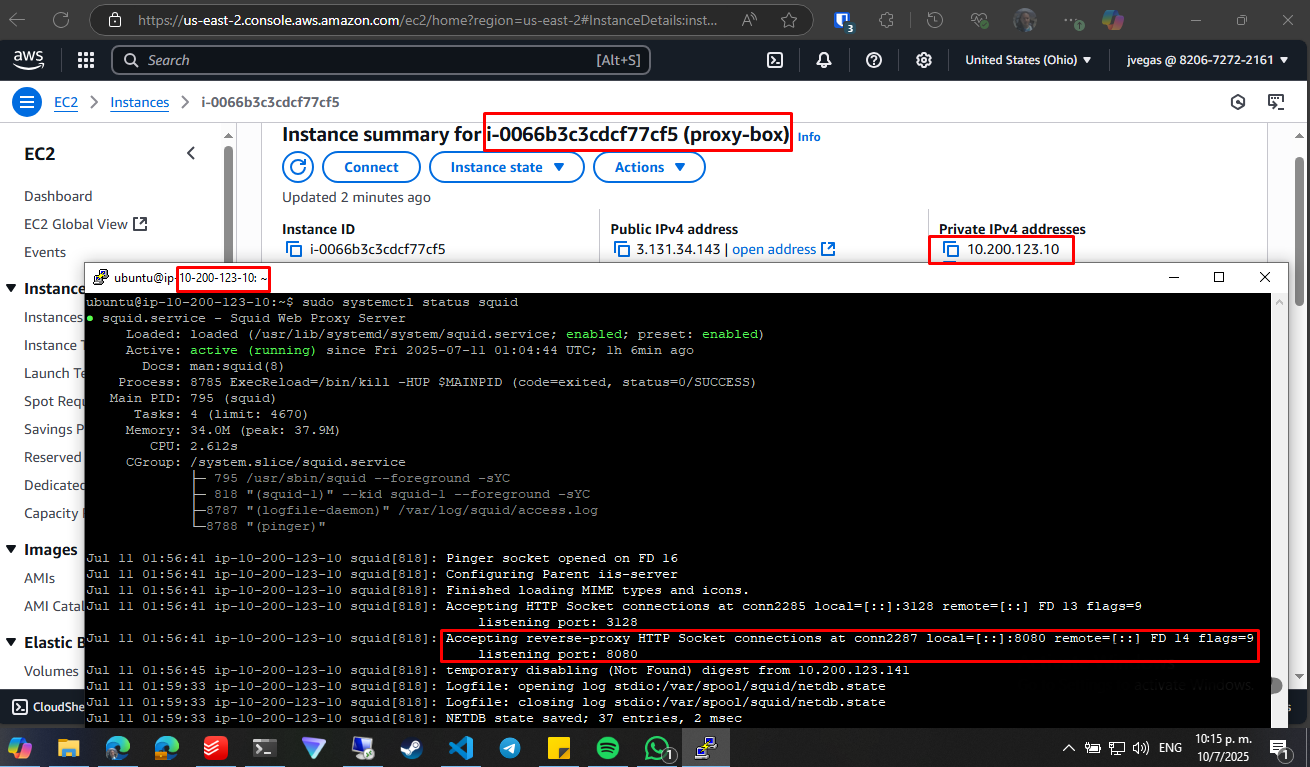 https://us-east-2.console.aws.amazon.com/ec2/home?region=us-east-2#InstanceDetails:inst...
3
aws
Search
[Alt+S]
United States (Ohio)
jvegas @ 8206-7272-2161
EC2
Instances
i-0066b3c3cdcf77cf5
EC2
Dashboard
EC2 Global View
Events
Instance
Instances
Instance T
Launch Te
Spot Requ
Savings P
Reserved
Dedicated
Capacity
Images
AMIs
AMI Catal
Elastic B
Volumes
CloudShe
Instance summary for i-0066b3c3cdcf77cf5 (proxy-box) Info
Connect
Instance state
Actions
Updated 2 minutes ago
Instance ID
i-0066b3c3cdcf77cf5
Public IPv4 address
3.131.34.143 | open address
Private IPv4 addresses
10.200.123.10
ubuntu@ip-10-200-123-10: ~
ubuntu@ip-10-200-123-10:~$ sudo systemctl status squid
● squid.service - Squid Web Proxy Server
Loaded: loaded (/usr/lib/systemd/system/squid.service; enabled; preset: enabled)
Active: active (running) since Fri 2025-07-11 01:04:44 UTC; 1h 6min ago
Docs: man:squid(8)
Process: 8785 ExecReload=/bin/kill -HUP $MAINPID (code=exited, status=0/SUCCESS)
Main PID: 795 (squid)
Tasks: 4 (limit: 4670)
Memory: 34.0M (peak: 37.9M)
CPU: 2.612s
CGroup: /system.slice/squid.service
├─ 795 /usr/sbin/squid --foreground -sYC
├─ 818 "(squid-1)" --kid squid-1 --foreground -sYC
├─8787 "(logfile-daemon)" /var/log/squid/access.log
└─8788 "(pinger)"
Jul 11 01:56:41 ip-10-200-123-10 squid[818]: Pinger socket opened on FD 16
Jul 11 01:56:41 ip-10-200-123-10 squid[818]: Configuring Parent iis-server
Jul 11 01:56:41 ip-10-200-123-10 squid[818]: Finished loading MIME types and icons.
Jul 11 01:56:41 ip-10-200-123-10 squid[818]: Accepting HTTP Socket connections at conn2285 local=[::]:3128 remote=[::] FD 13 flags=9
listening port: 3128
Jul 11 01:56:41 ip-10-200-123-10 squid[818]: Accepting reverse-proxy HTTP Socket connections at conn2287 local=[::]:8080 remote=[::] FD 14 flags=9
listening port: 8080
Jul 11 01:56:45 ip-10-200-123-10 squid[818]: temporary disabling (Not Found) digest from 10.200.123.141
Jul 11 01:59:33 ip-10-200-123-10 squid[818]: Logfile: opening log stdio:/var/spool/squid/netdb.state
Jul 11 01:59:33 ip-10-200-123-10 squid[818]: Logfile: closing log stdio:/var/spool/squid/netdb.state
Jul 11 01:59:33 ip-10-200-123-10 squid[818]: NETDB state saved; 37 entries, 2 msec
1
ENG
10:15 p. m.
10/7/2025
1